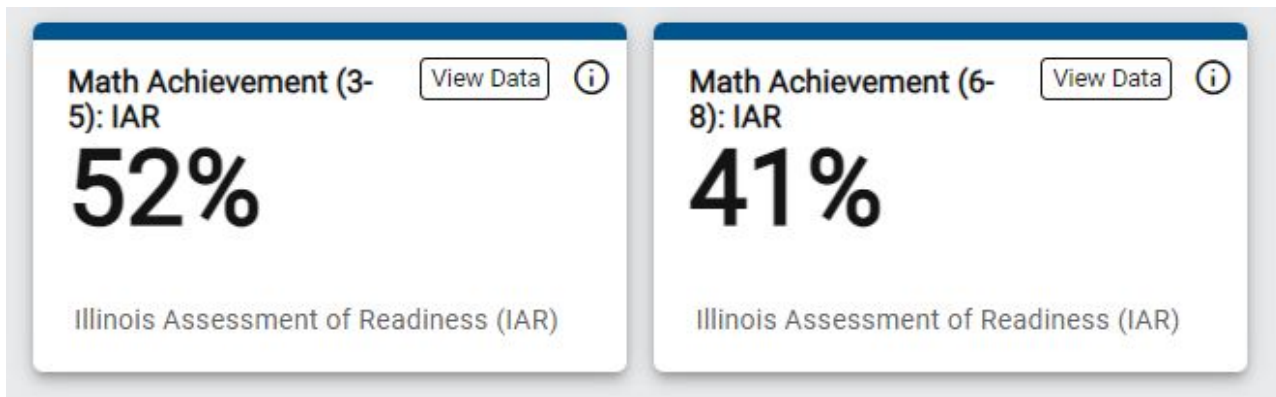 Math Achievement (3-
5): IAR
View Data
52%
Illinois Assessment of Readiness (IAR)
Math Achievement (6-
8): IAR
View Data
41%
Illinois Assessment of Readiness (IAR)